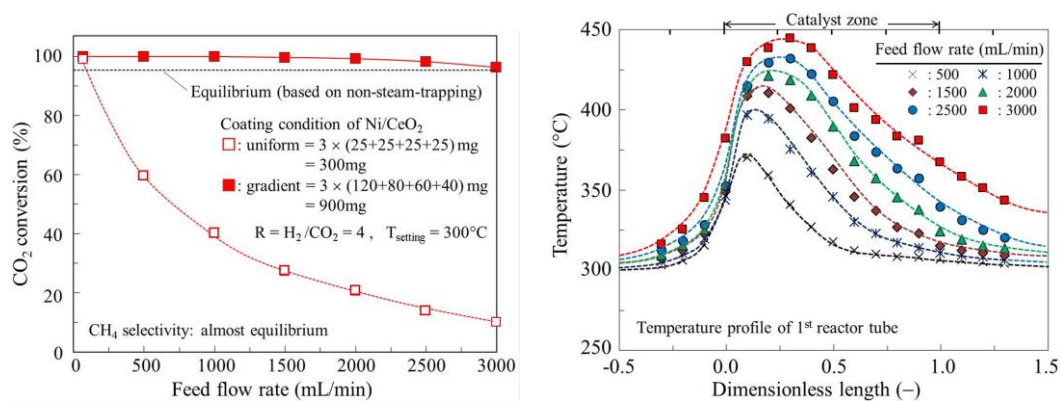 100
80
60
40
20
0
CO₂ conversion (%)
Equilibrium (based on non-steam-trapping)
Coating condition of Ni/CeO₂
: uniform = 3 × (25+25+25+25) mg
= 300mg
: gradient = 3 × (120+80+60+40) mg
= 900mg
R = H₂ /CO₂ = 4 , T_setting = 300°C
CH₄ selectivity: almost equilibrium
0 500 1000 1500 2000 2500 3000
Feed flow rate (mL/min)
Catalyst zone
450
400
350
300
250
Temperature (°C)
Feed flow rate (mL/min)
: 500 : 1000
: 1500 : 2000
: 2500 : 3000
Temperature profile of 1st reactor tube
-0.5 0.0 0.5 1.0 1.5
Dimensionless length (−)